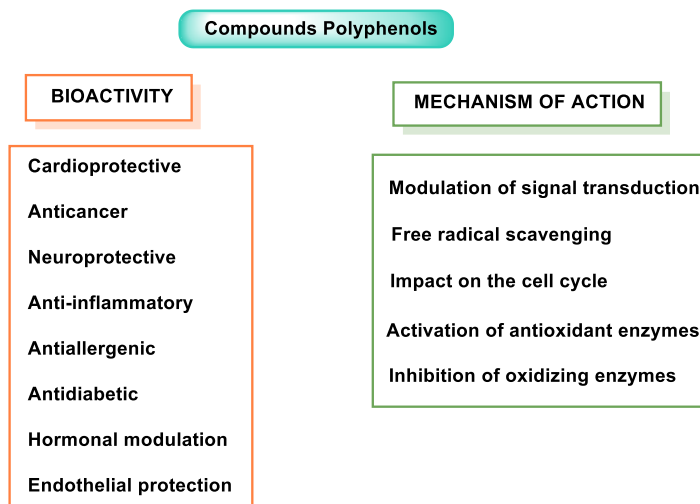 Compounds Polyphenols
BIOACTIVITY
Cardioprotective
Anticancer
Neuroprotective
Anti-inflammatory
Antiallergenic
Antidiabetic
Hormonal modulation
Endothelial protection
MECHANISM OF ACTION
Modulation of signal transduction
Free radical scavenging
Impact on the cell cycle
Activation of antioxidant enzymes
Inhibition of oxidizing enzymes